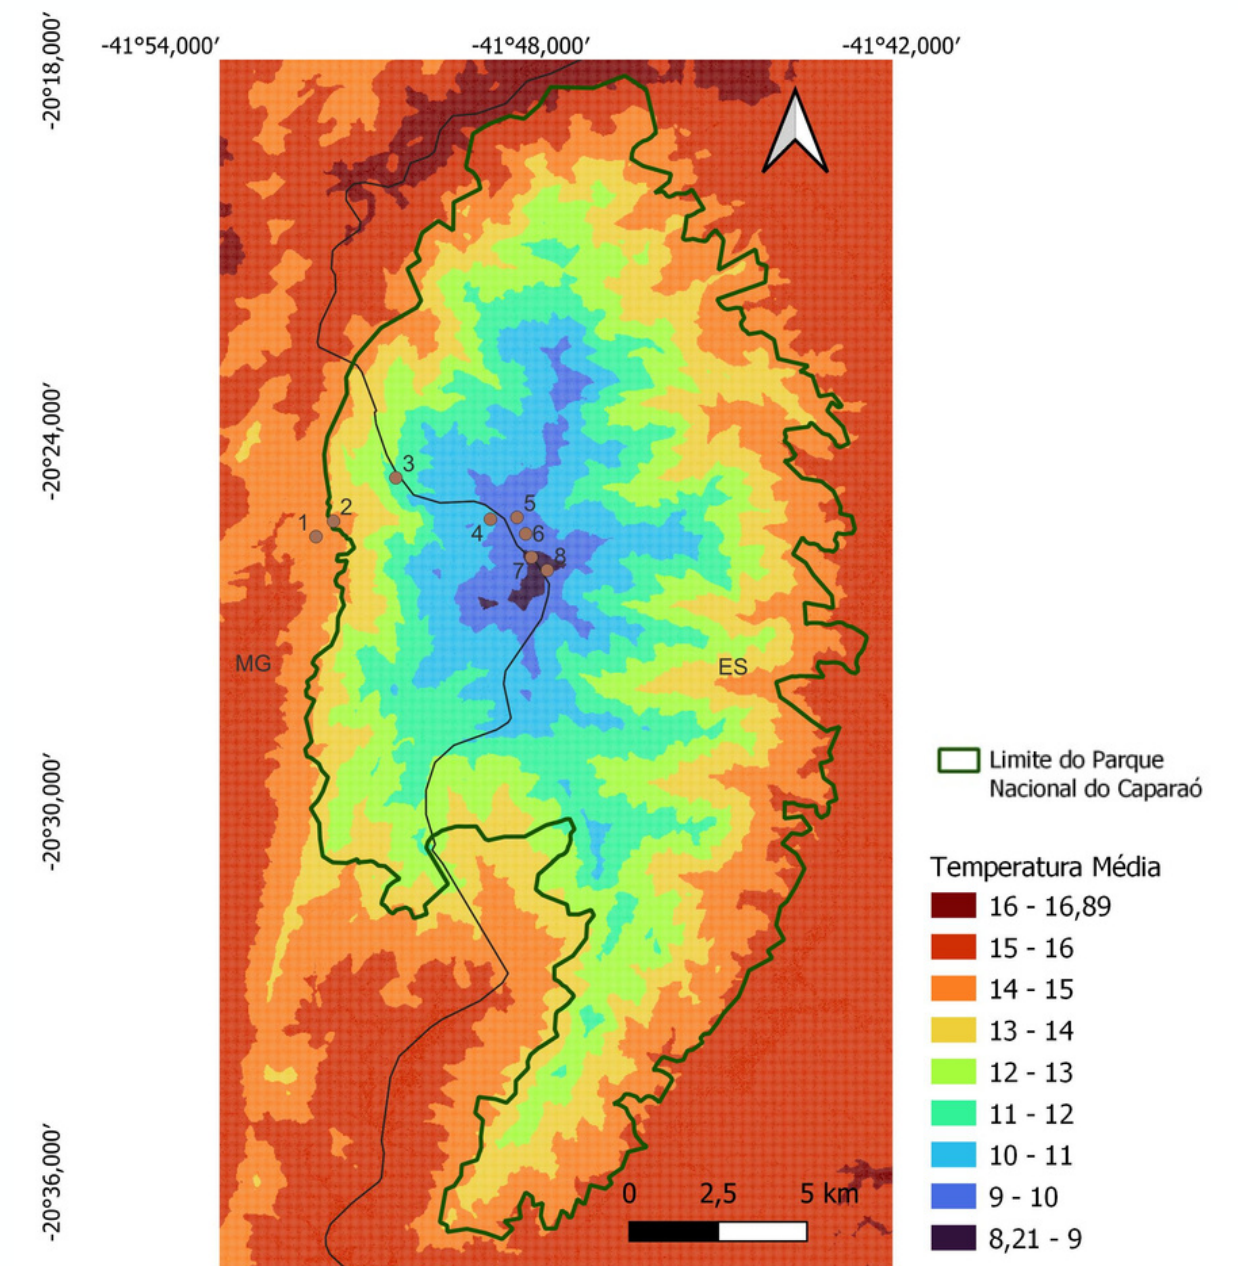 -41°54,000′ -41°48,000′ -41°42,000′
-20°18,000′
-20°24,000′
-20°30,000′
-20°36,000′
3
2
1
5
4
6
8
7
MG
ES
Limite do Parque
Nacional do Caparaó
Temperatura Média
16 - 16,89
15 - 16
14 - 15
13 - 14
12 - 13
11 - 12
10 - 11
9 - 10
8,21 - 9
0 2,5 5 km